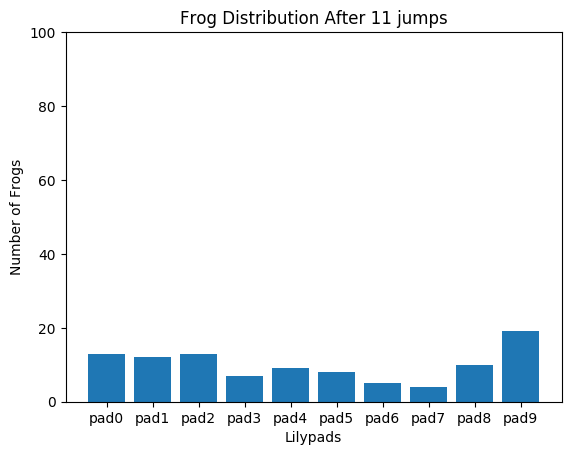 Frog Distribution After 11 jumps
100
80
60
40
20
0
Number of Frogs
pad0 pad1 pad2 pad3 pad4 pad5 pad6 pad7 pad8 pad9
Lilypads